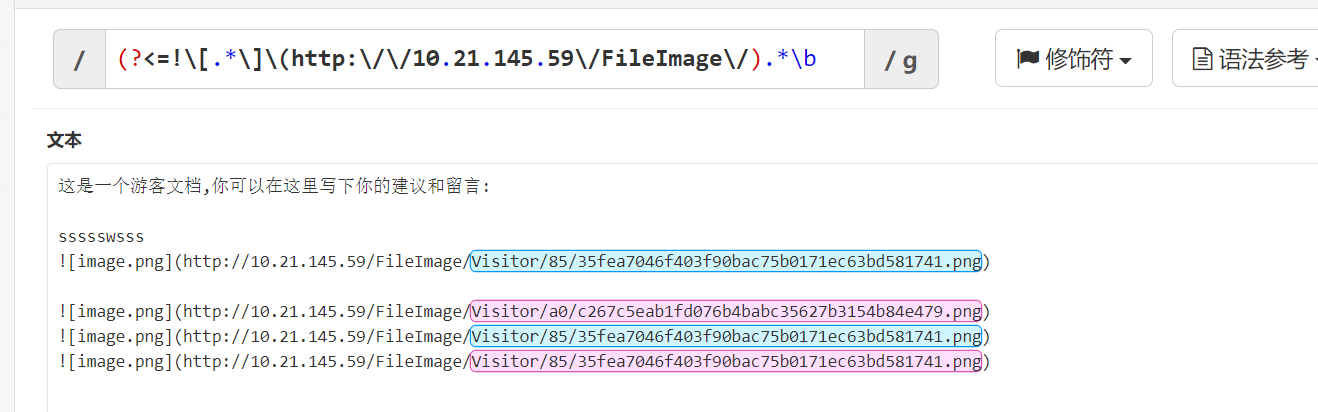 / (?<=!\[.*\]\(http:\/\/10.21.145.59\/FileImage\/).*\b / g 修饰符 语法参考
文本
这是一个游客文档,你可以在这里写下你的建议和留言:
ssssswsss
![image.png](http://10.21.145.59/FileImage/Visitor/85/35fea7046f403f90bac75b0171ec63bd581741.png)
![image.png](http://10.21.145.59/FileImage/Visitor/a0/c267c5eab1fd076b4babc35627b3154b84e479.png)
![image.png](http://10.21.145.59/FileImage/Visitor/85/35fea7046f403f90bac75b0171ec63bd581741.png)
![image.png](http://10.21.145.59/FileImage/Visitor/85/35fea7046f403f90bac75b0171ec63bd581741.png)